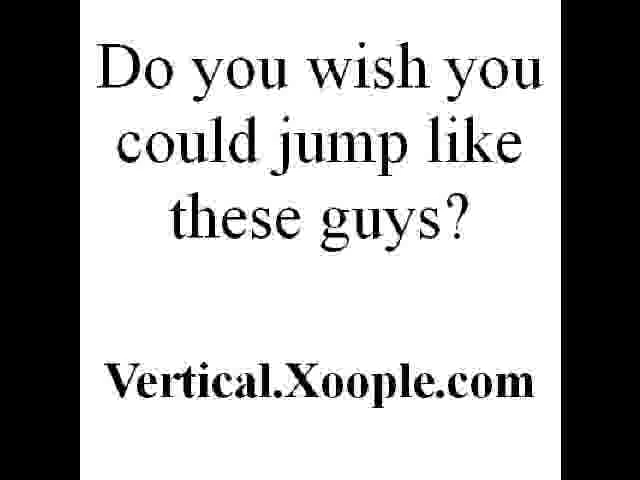 Do you wish you
could jump like
these guys?
Vertical.Xoople.com